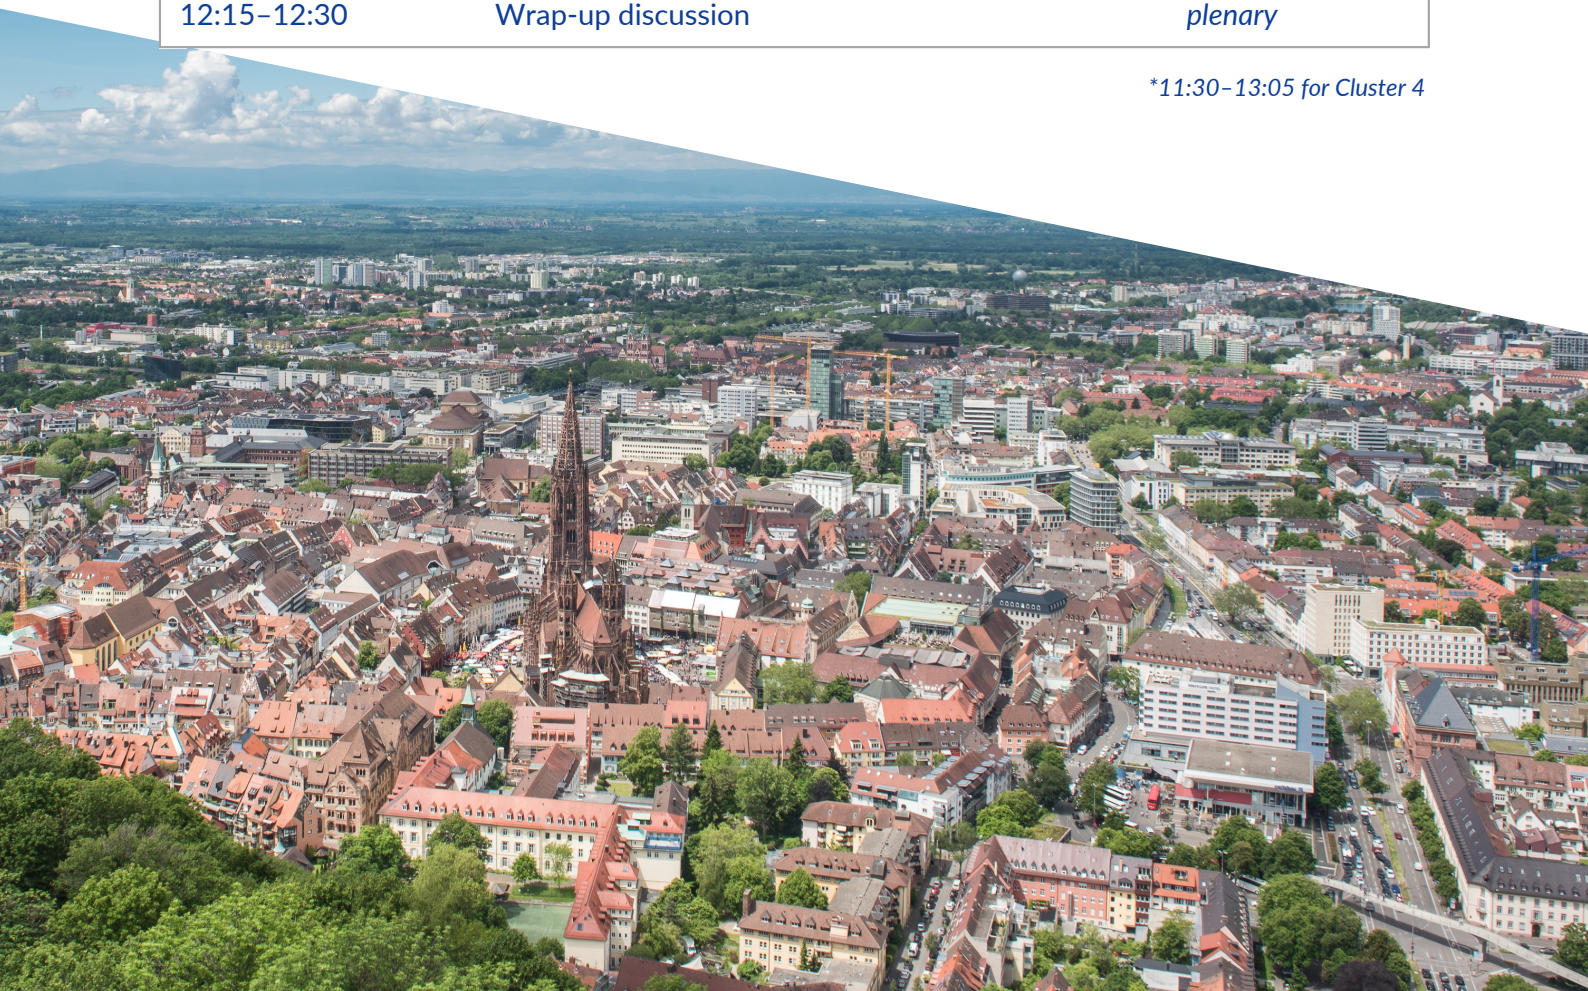 12:15–12:30 Wrap-up discussion plenary
*11:30–13:05 for Cluster 4